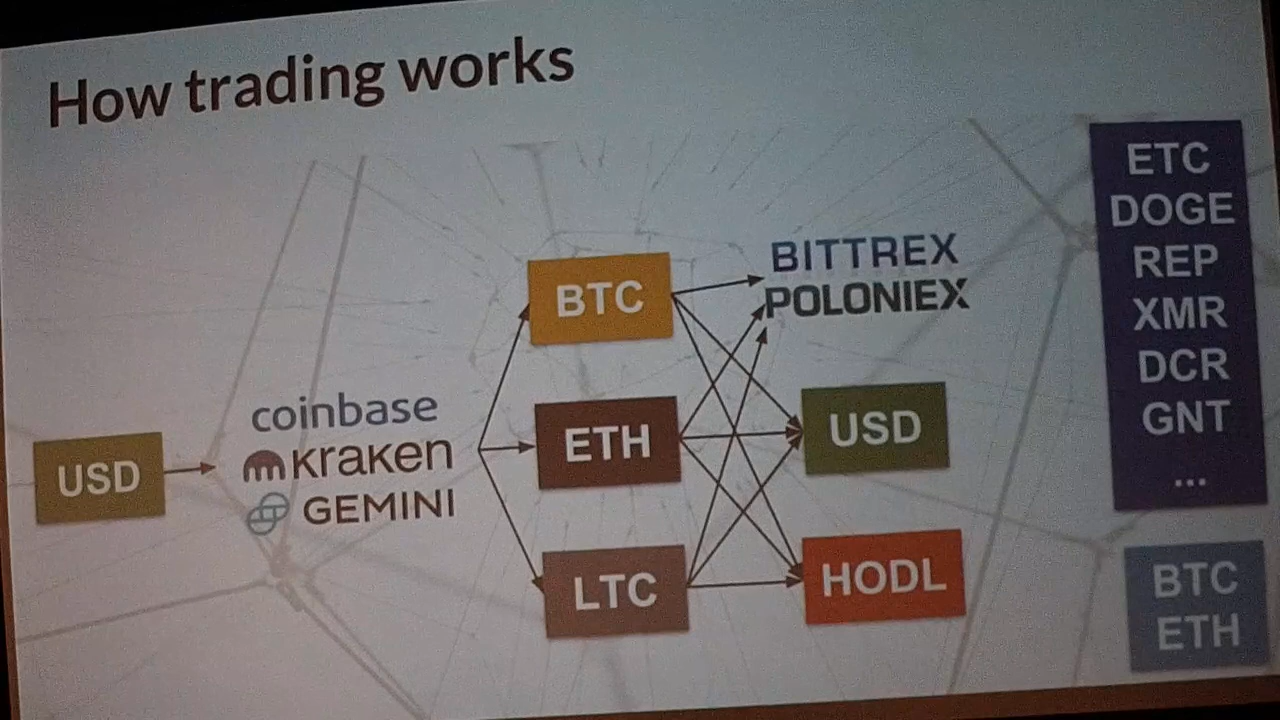 How trading works
USD
coinbase
kraken
GEMINI
BTC
ETH
LTC
BITTREX
POLONIEX
USD
HODL
ETC
DOGE
REP
XMR
DCR
GNT
...
BTC
ETH